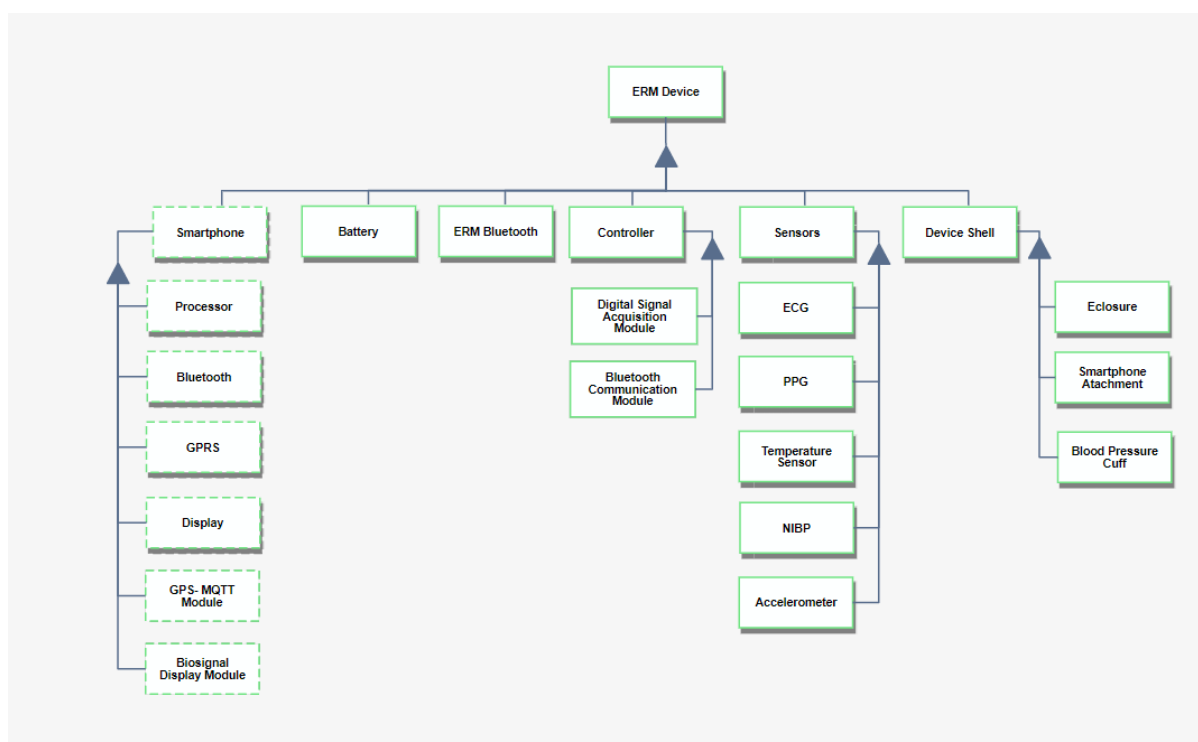 ERM Device
Smartphone
Battery
ERM Bluetooth
Controller
Sensors
Device Shell
Processor
Bluetooth
GPRS
Display
GPS- MQTT
Module
Biosignal
Display Module
Digital Signal
Acquisition
Module
Bluetooth
Communication
Module
ECG
PPG
Temperature
Sensor
NIBP
Accelerometer
Eclosure
Smartphone
Atachment
Blood Pressure
Cuff